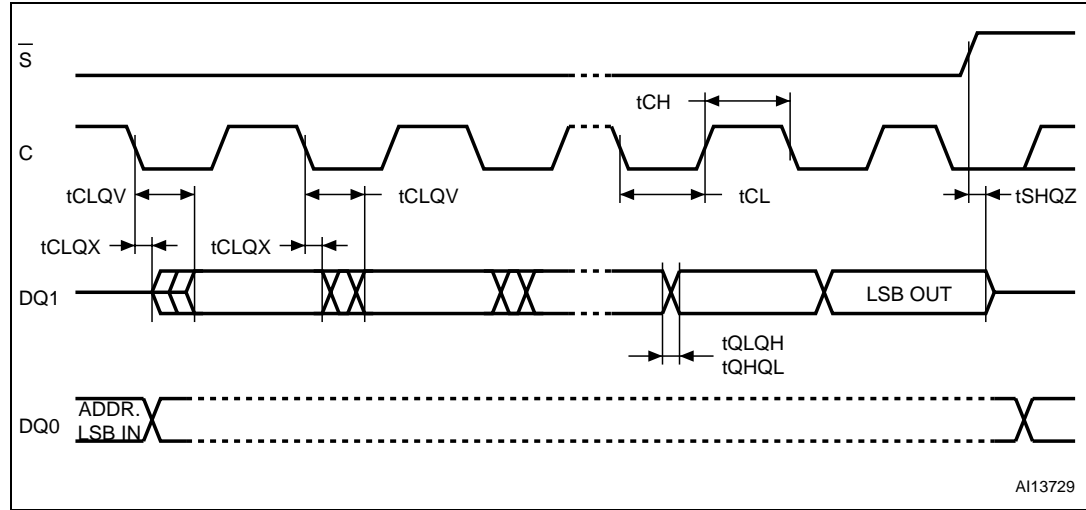 S
tCH
C
tCLQV
tCLQV
tCL
tSHQZ
tCLQX
tCLQX
DQ1
LSB OUT
tQLQH
tQHQL
DQ0
ADDR.
LSB IN
AI13729